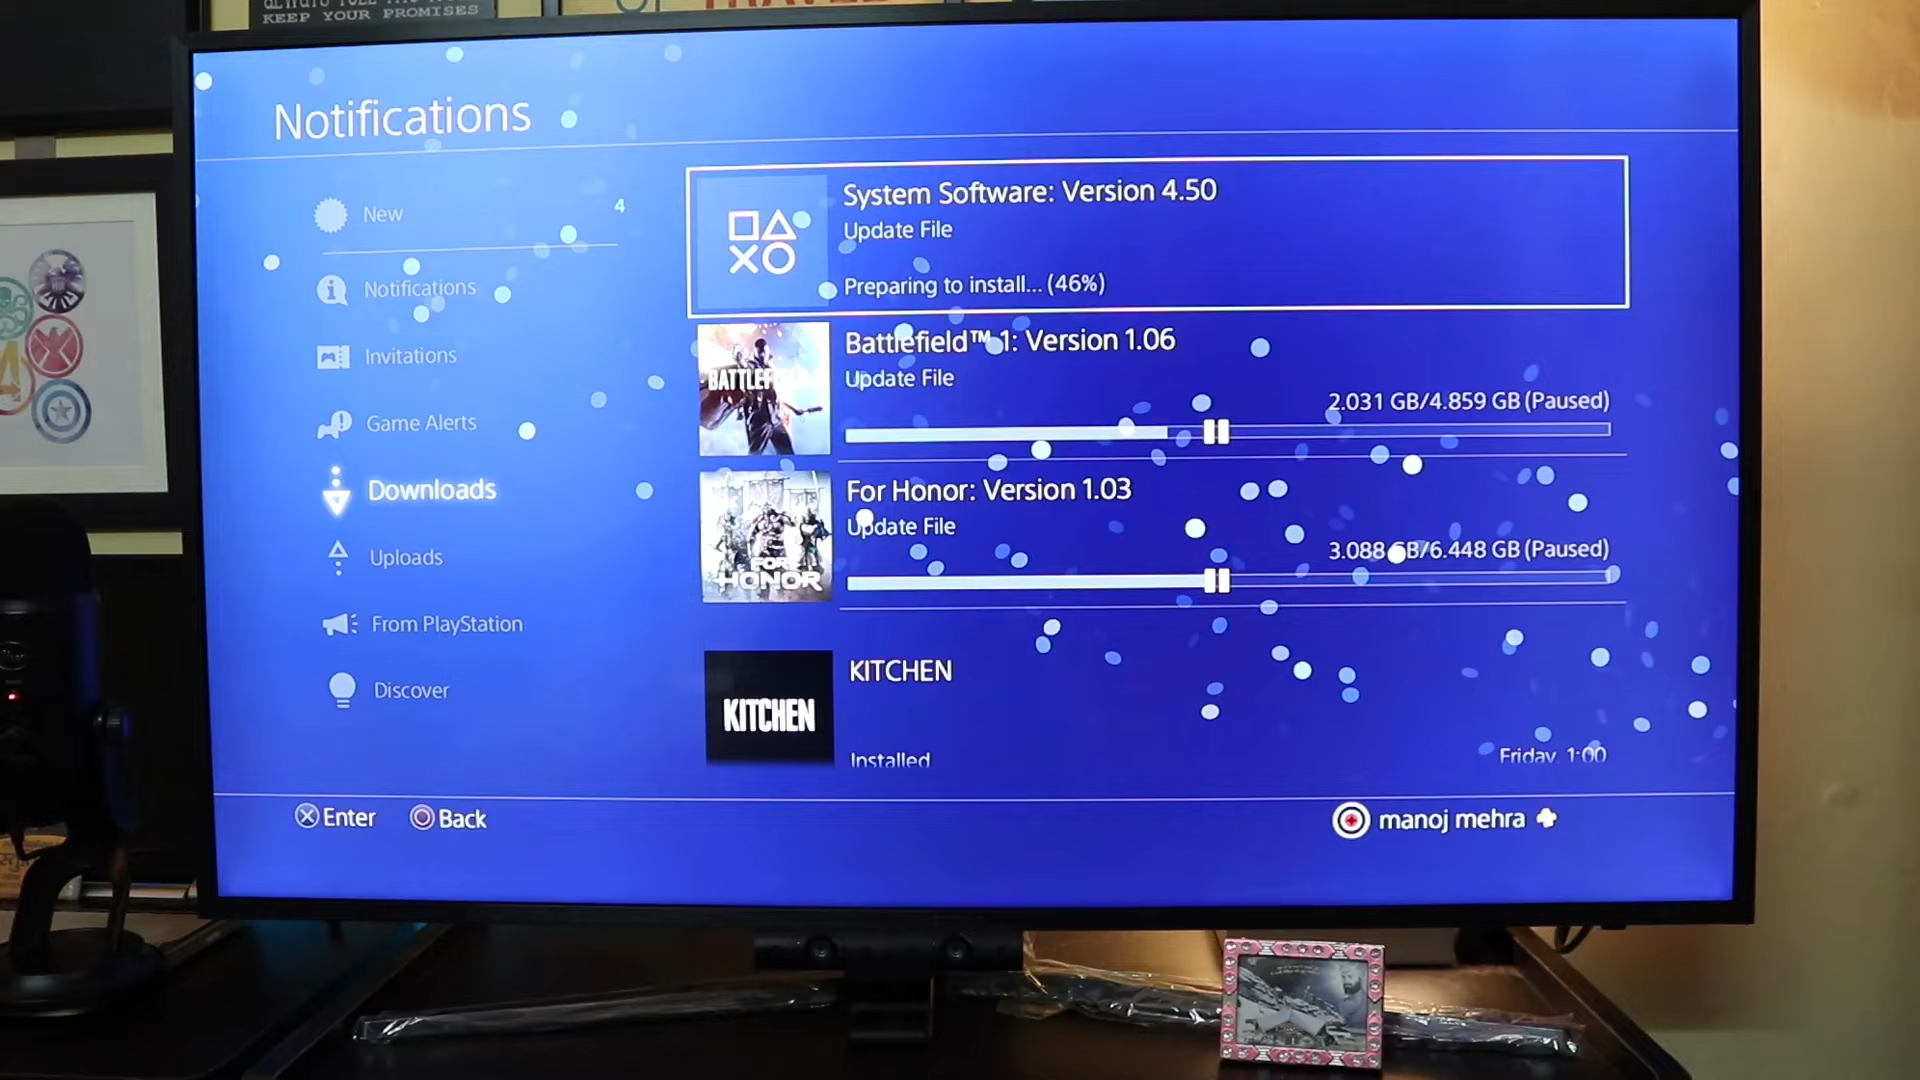 KEEP YOUR PROMISES
TRAVEL
Notifications
New
4
Notifications
Invitations
Game Alerts
Downloads
Uploads
From PlayStation
Discover
System Software: Version 4.50
Update File
Preparing to install... (46%)
Battlefield™ 1: Version 1.06
Update File
2.031 GB/4.859 GB (Paused)
For Honor: Version 1.03
Update File
3.088 GB/6.448 GB (Paused)
FOR
HONOR
KITCHEN
KITCHEN
Installed
Friday, 1:00
Enter
Back
manoj mehra